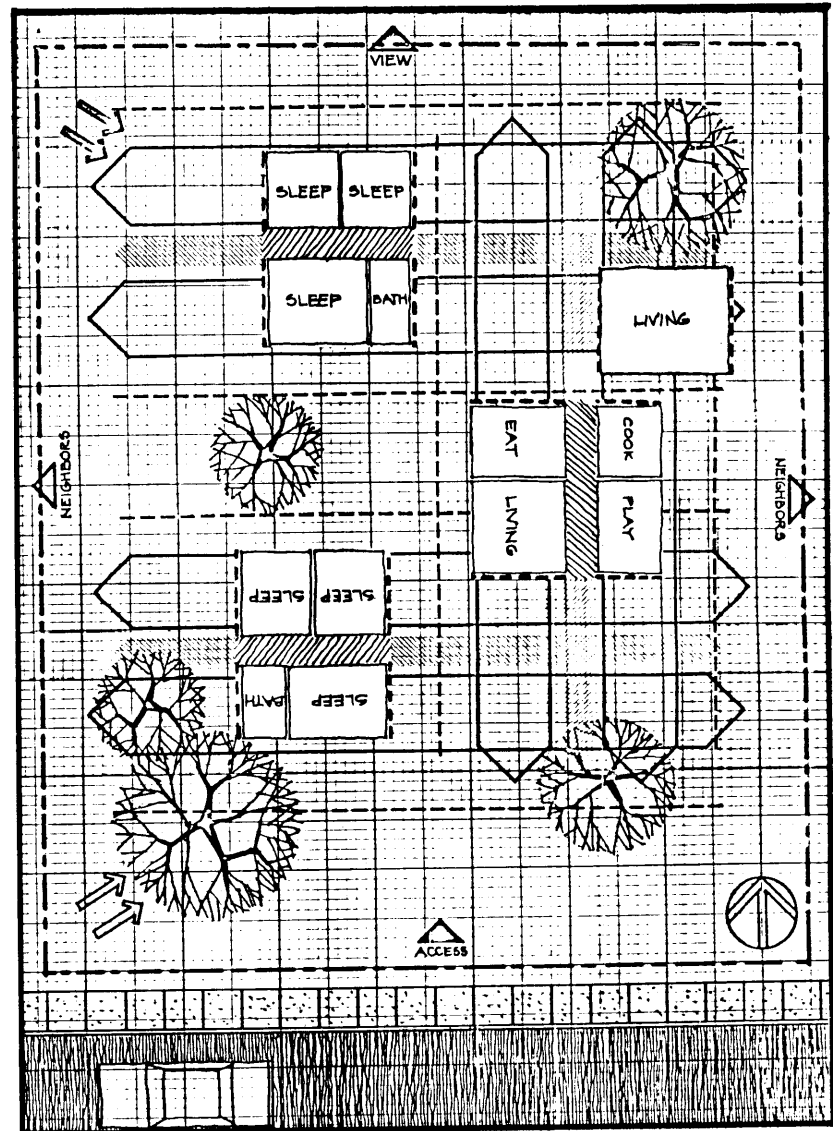 VIEW
SLEEP SLEEP
SLEEP BATH
LIVING
EAT COOK
NEIGHBORS
LIVING PLAY
NEIGHBORS
SLEEP SLEEP
BATH SLEEP
ACCESS